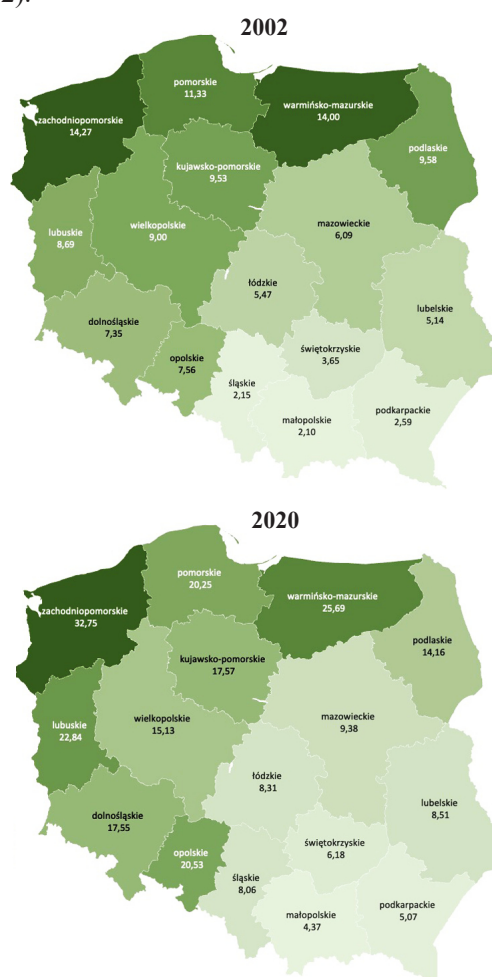 2).
2002
pomorskie
11,33
zachodniopomorskie
14,27
warmińsko-mazurskie
14,00
podlaskie
9,58
kujawsko-pomorskie
9,53
mazowieckie
6,09
wielkopolskie
9,00
lubuskie
8,69
łódzkie
5,47
lubelskie
5,14
dolnośląskie
7,35
opolskie
7,56
świętokrzyskie
3,65
śląskie
2,15
małopolskie
2,10
podkarpackie
2,59
2020
pomorskie
20,25
zachodniopomorskie
32,75
warmińsko-mazurskie
25,69
podlaskie
14,16
kujawsko-pomorskie
17,57
wielkopolskie
15,13
mazowieckie
9,38
lubuskie
22,84
łódzkie
8,31
lubelskie
8,51
dolnośląskie
17,55
opolskie
20,53
świętokrzyskie
6,18
śląskie
8,06
małopolskie
4,37
podkarpackie
5,07